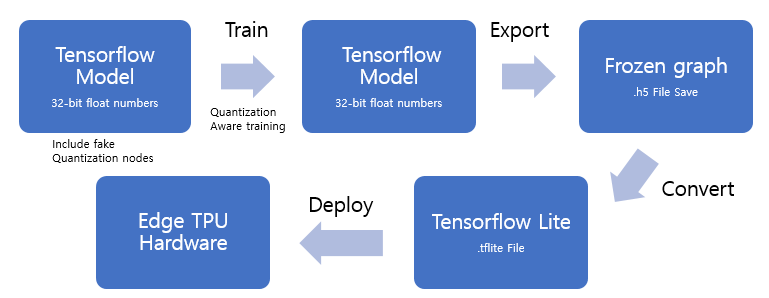 Train
Export
Tensorflow
Model
32-bit float numbers
Tensorflow
Model
32-bit float numbers
Frozen graph
.h5 File Save
Quantization
Aware training
Include fake
Quantization nodes
Convert
Deploy
Edge TPU
Hardware
Tensorflow Lite
.tflite File